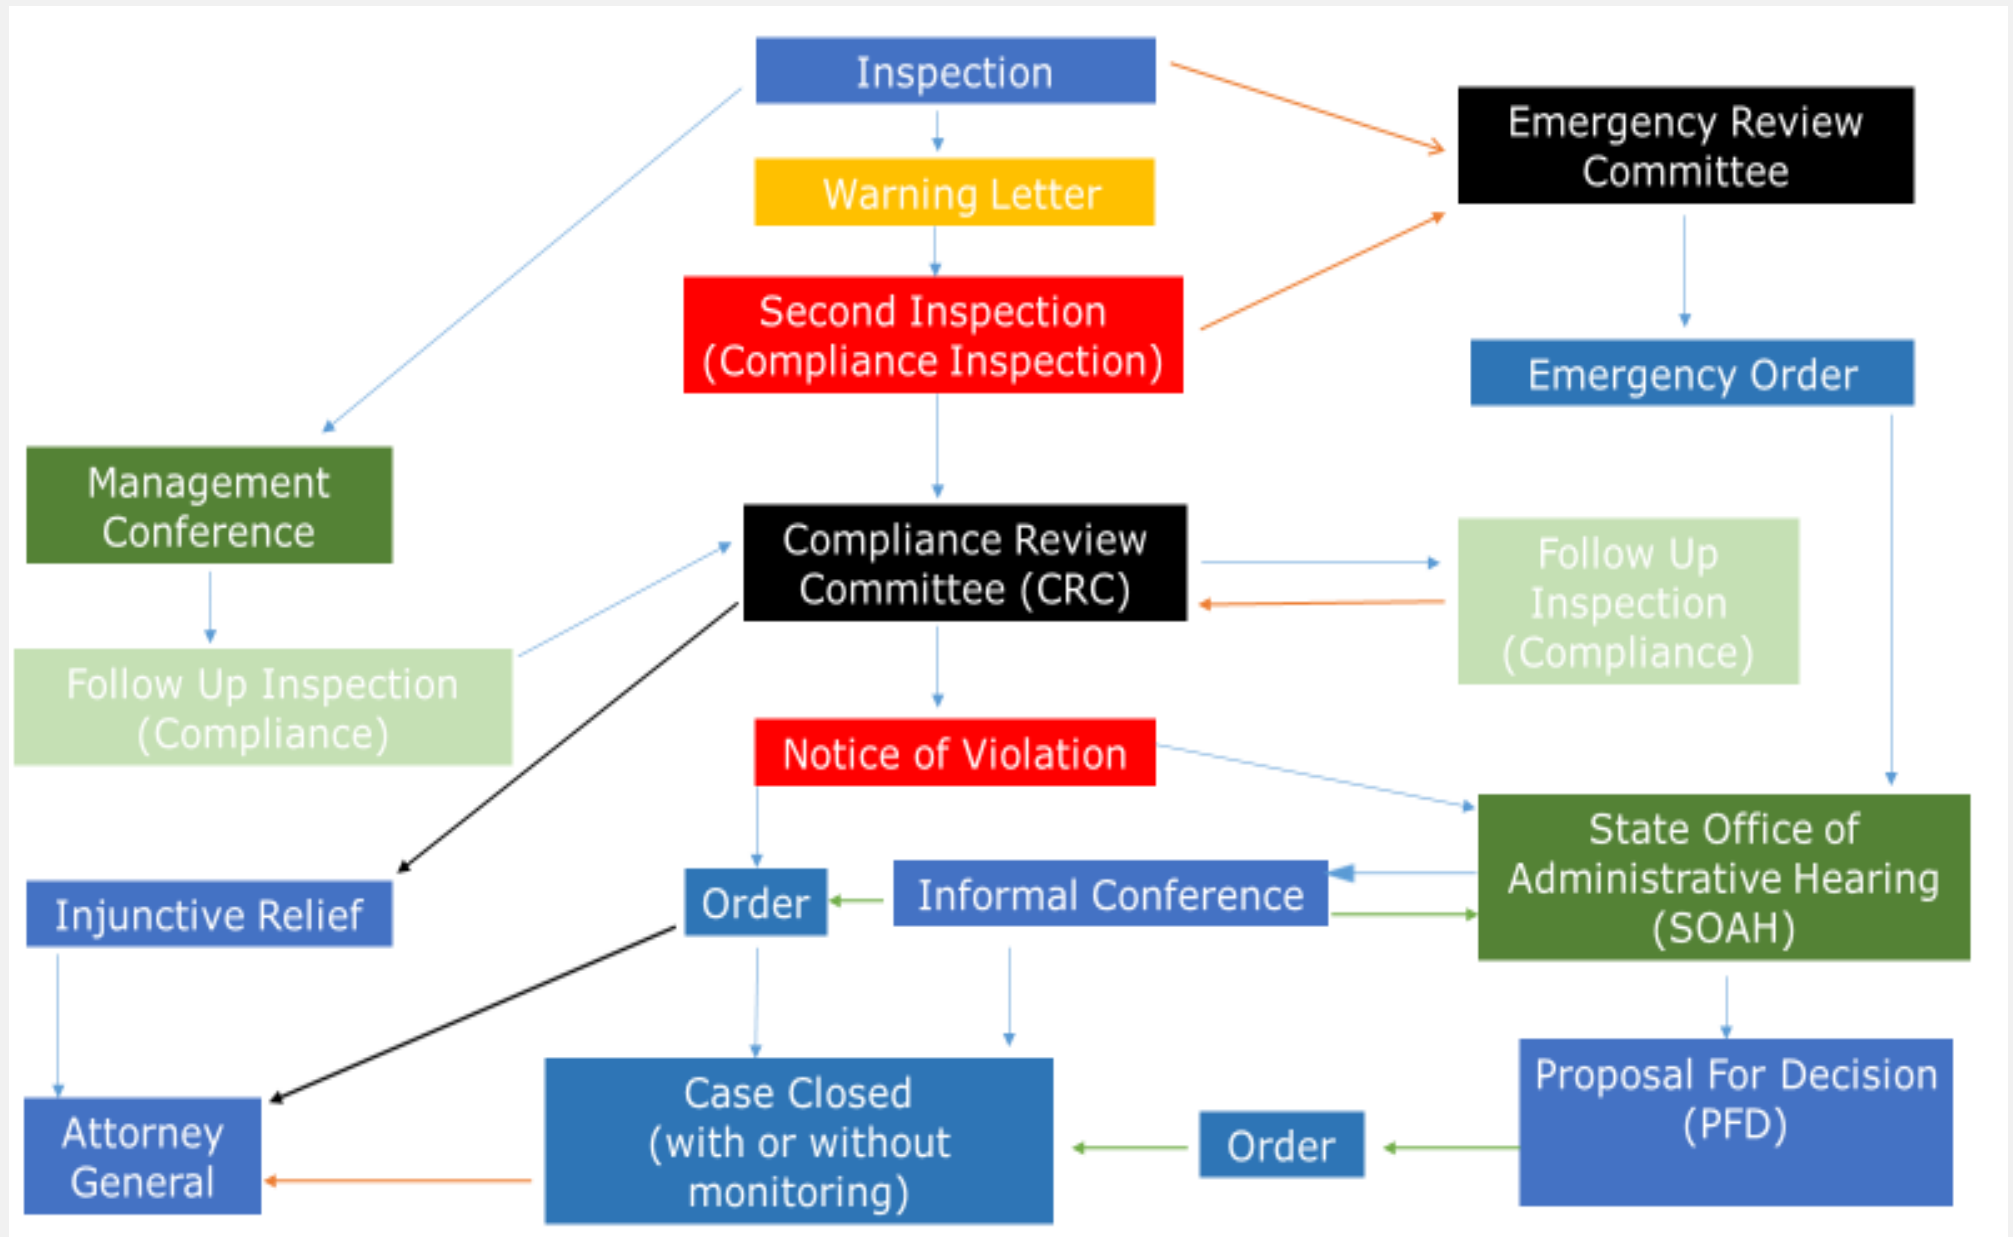 Inspection
Emergency Review
Committee
Warning Letter
Second Inspection
(Compliance Inspection)
Emergency Order
Management
Conference
Compliance Review
Committee (CRC)
Follow Up
Inspection
(Compliance)
Follow Up Inspection
(Compliance)
Notice of Violation
State Office of
Administrative Hearing
(SOAH)
Injunctive Relief
Order
Informal Conference
Proposal For Decision
(PFD)
Case Closed
(with or without
monitoring)
Order
Attorney
General